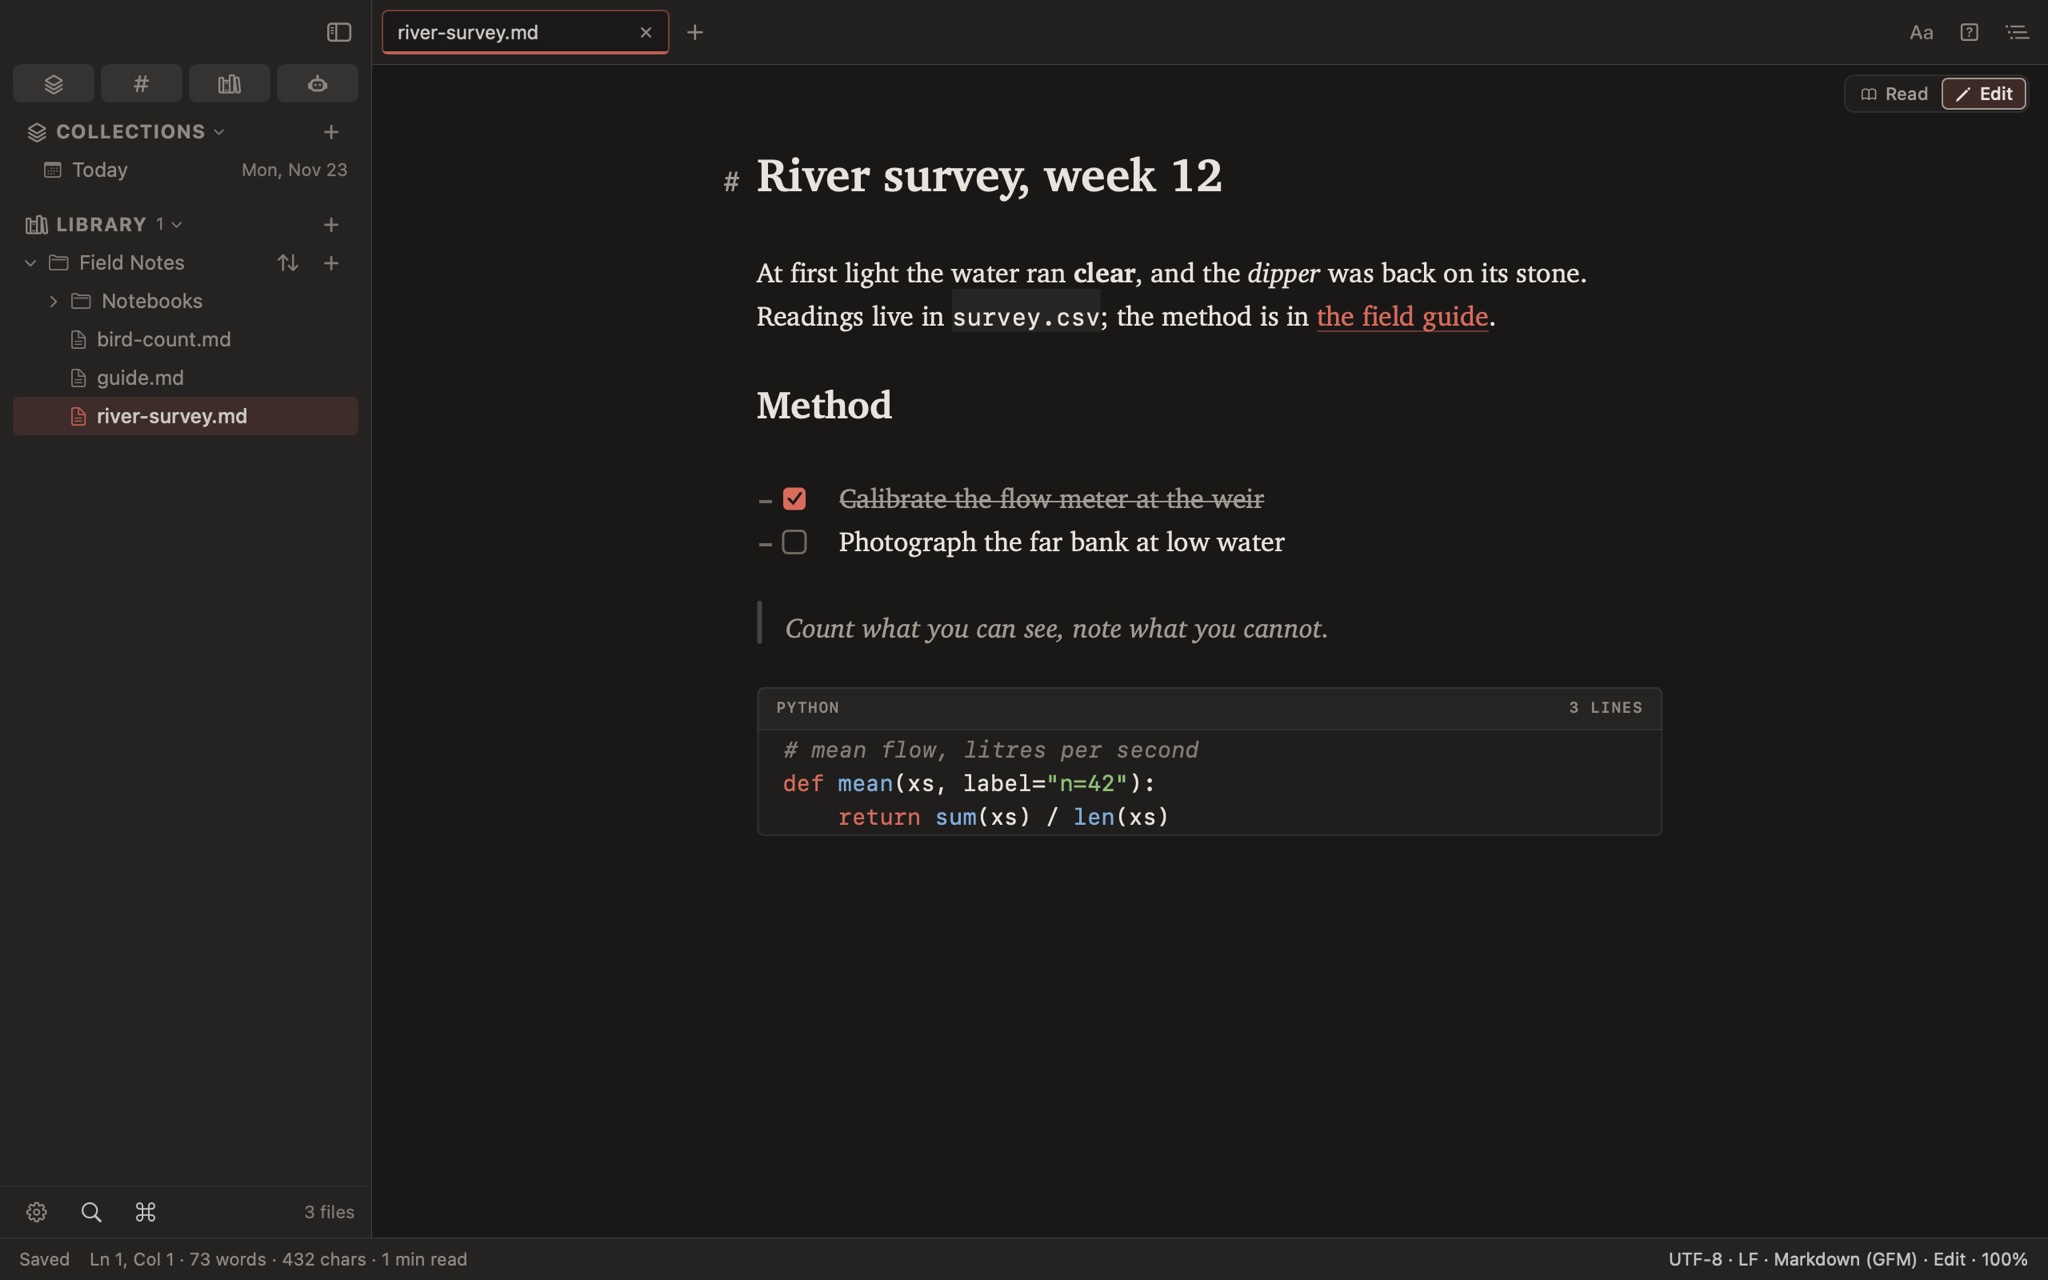 river-survey.md
Aa
Read
Edit
COLLECTIONS
Today Mon, Nov 23
LIBRARY 1
Field Notes
Notebooks
bird-count.md
guide.md
river-survey.md
# River survey, week 12
At first light the water ran clear, and the dipper was back on its stone.
Readings live in survey.csv; the method is in the field guide.
Method
– Calibrate the flow meter at the weir
– Photograph the far bank at low water
Count what you can see, note what you cannot.
PYTHON 3 LINES
# mean flow, litres per second
def mean(xs, label="n=42"):
    return sum(xs) / len(xs)
3 files
Saved Ln 1, Col 1 · 73 words · 432 chars · 1 min read
UTF-8 · LF · Markdown (GFM) · Edit · 100%